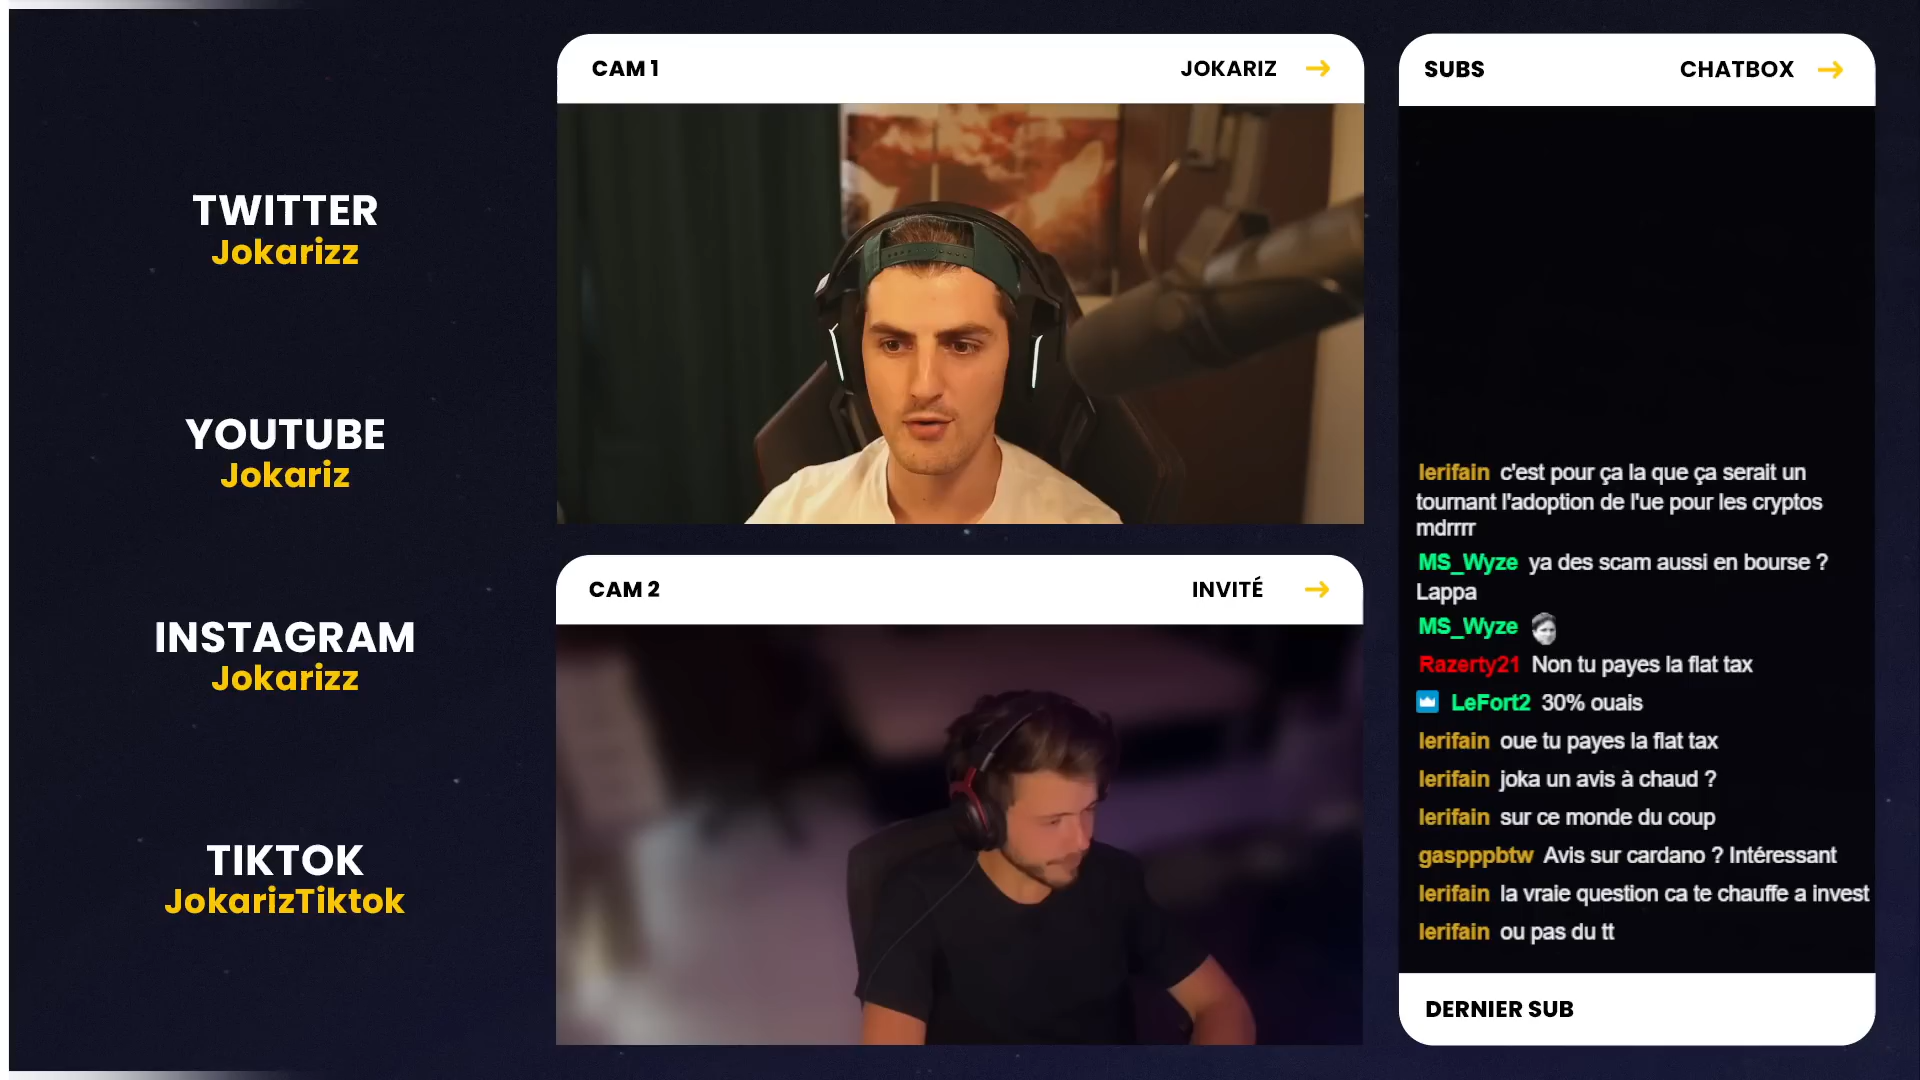 TWITTER
Jokarizz
YOUTUBE
Jokariz
INSTAGRAM
Jokarizz
TIKTOK
JokarizTiktok
CAM 1 JOKARIZ
CAM 2 INVITÉ
SUBS CHATBOX
lerifain c'est pour ça la que ça serait un
tournant l'adoption de l'ue pour les cryptos
mdrrrr
MS_Wyze ya des scam aussi en bourse ?
Lappa
MS_Wyze
Razerty21 Non tu payes la flat tax
LeFort2 30% ouais
lerifain oue tu payes la flat tax
lerifain joka un avis à chaud ?
lerifain sur ce monde du coup
gaspppbtw Avis sur cardano ? Intéressant
lerifain la vraie question ca te chauffe a invest
lerifain ou pas du tt
DERNIER SUB